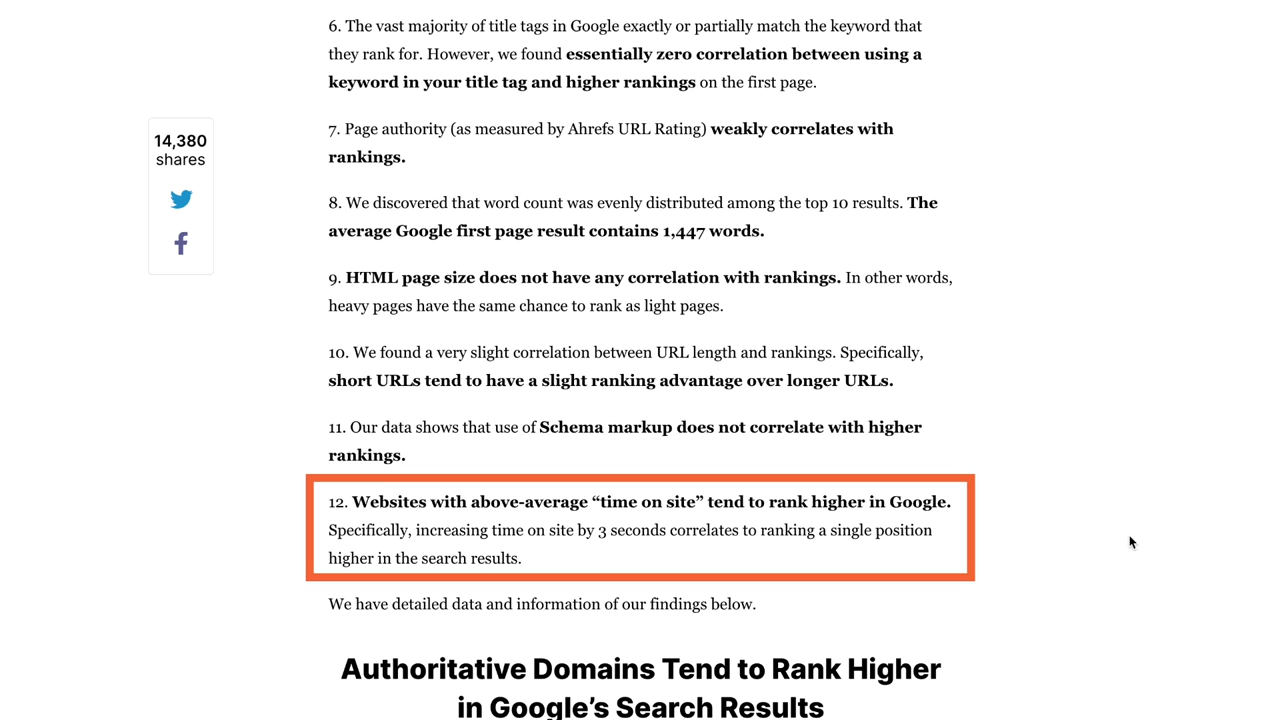 6. The vast majority of title tags in Google exactly or partially match the keyword that
they rank for. However, we found essentially zero correlation between using a
keyword in your title tag and higher rankings on the first page.
14,380
shares
7. Page authority (as measured by Ahrefs URL Rating) weakly correlates with
rankings.
8. We discovered that word count was evenly distributed among the top 10 results. The
average Google first page result contains 1,447 words.
9. HTML page size does not have any correlation with rankings. In other words,
heavy pages have the same chance to rank as light pages.
10. We found a very slight correlation between URL length and rankings. Specifically,
short URLs tend to have a slight ranking advantage over longer URLs.
11. Our data shows that use of Schema markup does not correlate with higher
rankings.
12. Websites with above-average “time on site” tend to rank higher in Google.
Specifically, increasing time on site by 3 seconds correlates to ranking a single position
higher in the search results.
We have detailed data and information of our findings below.
Authoritative Domains Tend to Rank Higher
in Google’s Search Results